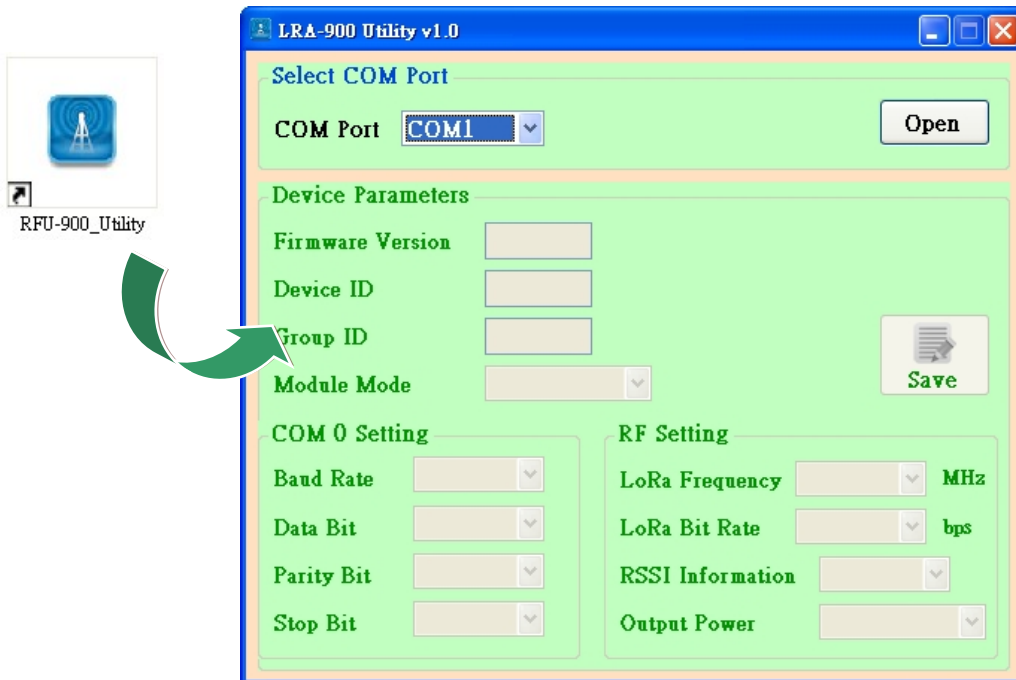 LRA-900 Utility v1.0
Select COM Port
COM Port COM1 Open
RFU-900_Utility
Device Parameters
Firmware Version
Device ID
Group ID
Module Mode
Save
COM 0 Setting
Baud Rate
Data Bit
Parity Bit
Stop Bit
RF Setting
LoRa Frequency MHz
LoRa Bit Rate bps
RSSI Information
Output Power